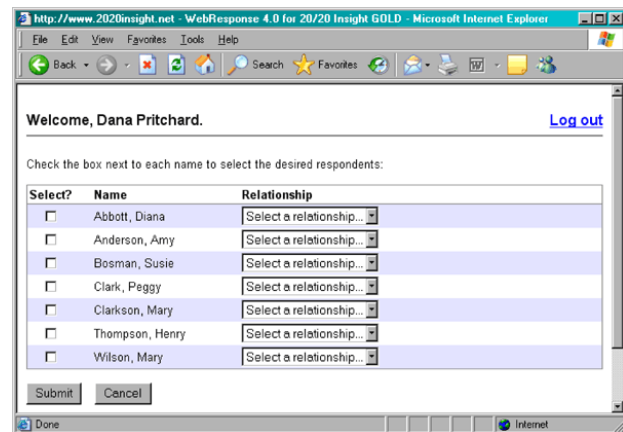 http://www.2020insight.net - WebResponse 4.0 for 20/20 Insight GOLD - Microsoft Internet Explorer
File Edit View Favorites Tools Help
Back Search Favorites W
Welcome, Dana Pritchard. Log out
Check the box next to each name to select the desired respondents:
Select? Name Relationship
Abbott, Diana Select a relationship...
Anderson, Amy Select a relationship...
Bosman, Susie Select a relationship...
Clark, Peggy Select a relationship...
Clarkson, Mary Select a relationship...
Thompson, Henry Select a relationship...
Wilson, Mary Select a relationship...
Submit Cancel
Done Internet